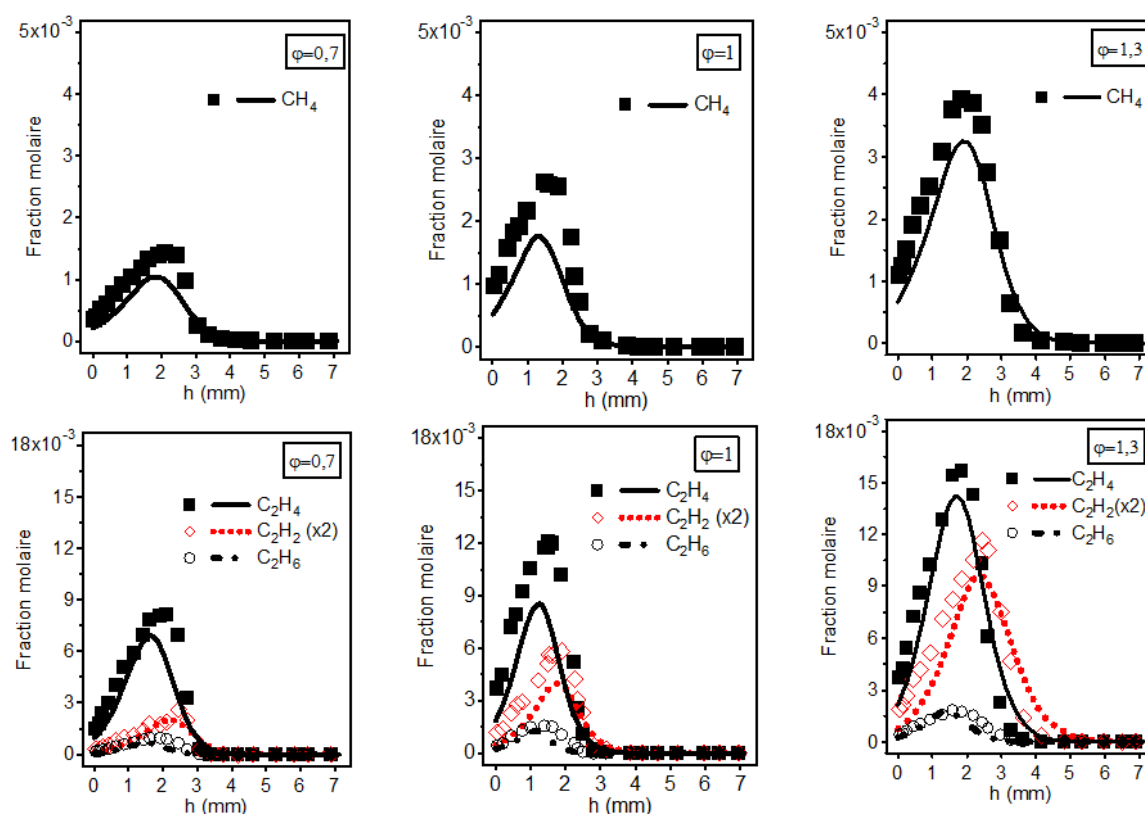 5x10⁻³
φ=0,7
CH₄
4
3
2
1
0
Fraction molaire
0 1 2 3 4 5 6 7
h (mm)
5x10⁻³
φ=1
CH₄
4
3
2
1
0
Fraction molaire
0 1 2 3 4 5 6 7
h (mm)
5x10⁻³
φ=1,3
CH₄
4
3
2
1
0
Fraction molaire
0 1 2 3 4 5 6 7
h (mm)
18x10⁻³
φ=0,7
C₂H₄
C₂H₂ (x2)
C₂H₆
15
12
9
6
3
0
Fraction molaire
0 1 2 3 4 5 6 7
h (mm)
18x10⁻³
φ=1
C₂H₄
C₂H₂ (x2)
C₂H₆
15
12
9
6
3
0
Fraction molaire
0 1 2 3 4 5 6 7
h (mm)
18x10⁻³
φ=1,3
C₂H₄
C₂H₂(x2)
C₂H₆
15
12
9
6
3
0
Fraction molaire
0 1 2 3 4 5 6 7
h (mm)